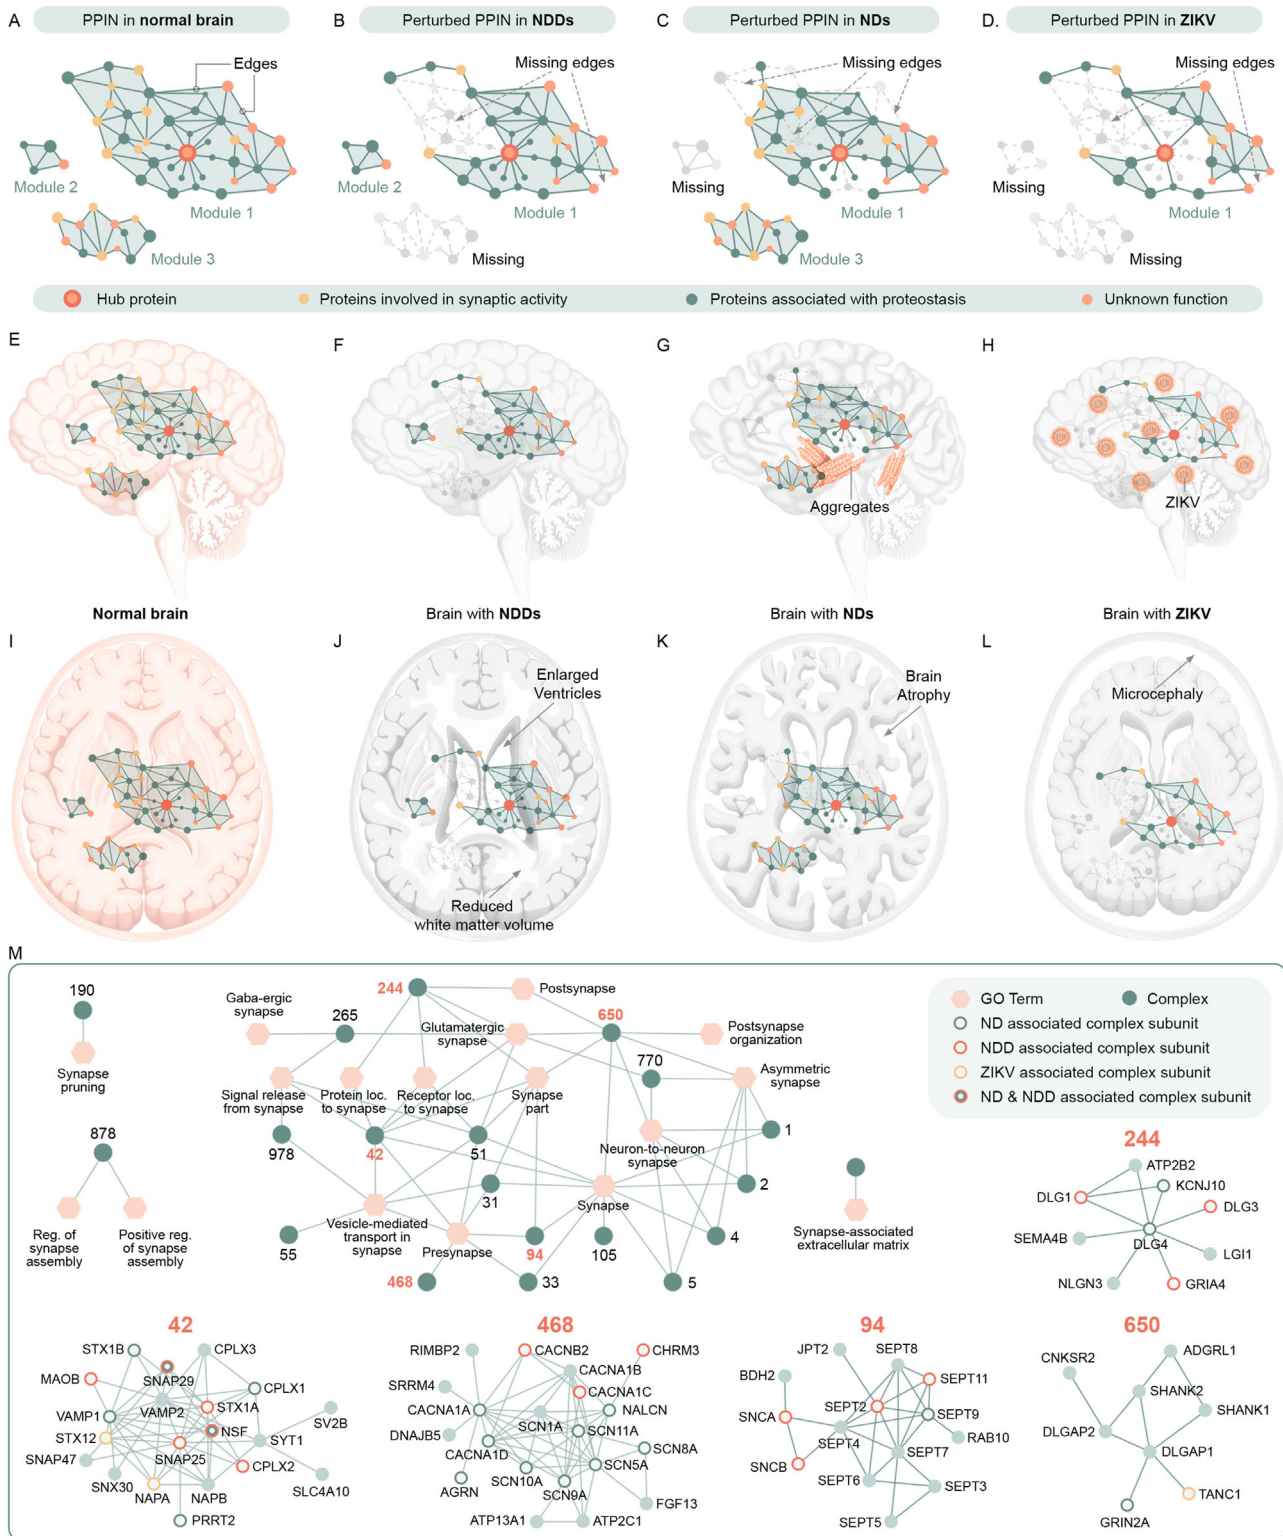 A
PPIN in normal brain
B
Perturbed PPIN in NDDs
C
Perturbed PPIN in NDs
D.
Perturbed PPIN in ZIKV
Edges
Missing edges
Missing edges
Missing edges
Module 2
Module 1
Module 3
Module 2
Module 1
Missing
Missing
Module 1
Module 3
Missing
Module 1
Missing
Hub protein
Proteins involved in synaptic activity
Proteins associated with proteostasis
Unknown function
E
F
G
H
Aggregates
ZIKV
Normal brain
Brain with NDDs
Brain with NDs
Brain with ZIKV
I
J
K
L
Enlarged
Ventricles
Reduced
white matter volume
Brain
Atrophy
Microcephaly
M
190
Synapse
pruning
878
Reg. of
synapse
assembly
Positive reg.
of synapse
assembly
244
Postsynapse
Gaba-ergic
synapse
265
Glutamatergic
synapse
650
Postsynapse
organization
770
Asymmetric
synapse
Signal release
from synapse
Protein loc.
to synapse
Receptor loc.
to synapse
Synapse
part
978
42
51
Neuron-to-neuron
synapse
1
31
Synapse
2
Vesicle-mediated
transport in
synapse
Presynapse
55
94
105
4
468
33
5
Synapse-associated
extracellular matrix
GO Term
Complex
ND associated complex subunit
NDD associated complex subunit
ZIKV associated complex subunit
ND & NDD associated complex subunit
244
ATP2B2
KCNJ10
DLG1
DLG3
SEMA4B
DLG4
LGI1
NLGN3
GRIA4
42
STX1B
CPLX3
MAOB
SNAP29
CPLX1
VAMP1
VAMP2
STX1A
SV2B
STX12
NSF
SYT1
SNAP47
SNAP25
CPLX2
SNX30
SLC4A10
NAPA
NAPB
PRRT2
468
RIMBP2
CACNB2
CHRM3
CACNA1B
SRRM4
CACNA1C
CACNA1A
NALCN
SCN1A
DNAJB5
SCN11A
CACNA1D
SCN8A
SCN5A
SCN10A
AGRN
SCN9A
FGF13
ATP13A1
ATP2C1
94
JPT2
SEPT8
BDH2
SEPT11
SNCA
SEPT2
SEPT9
RAB10
SEPT4
SEPT7
SNCB
SEPT6
SEPT3
SEPT5
650
ADGRL1
CNKSR2
SHANK2
SHANK1
DLGAP2
DLGAP1
TANC1
GRIN2A